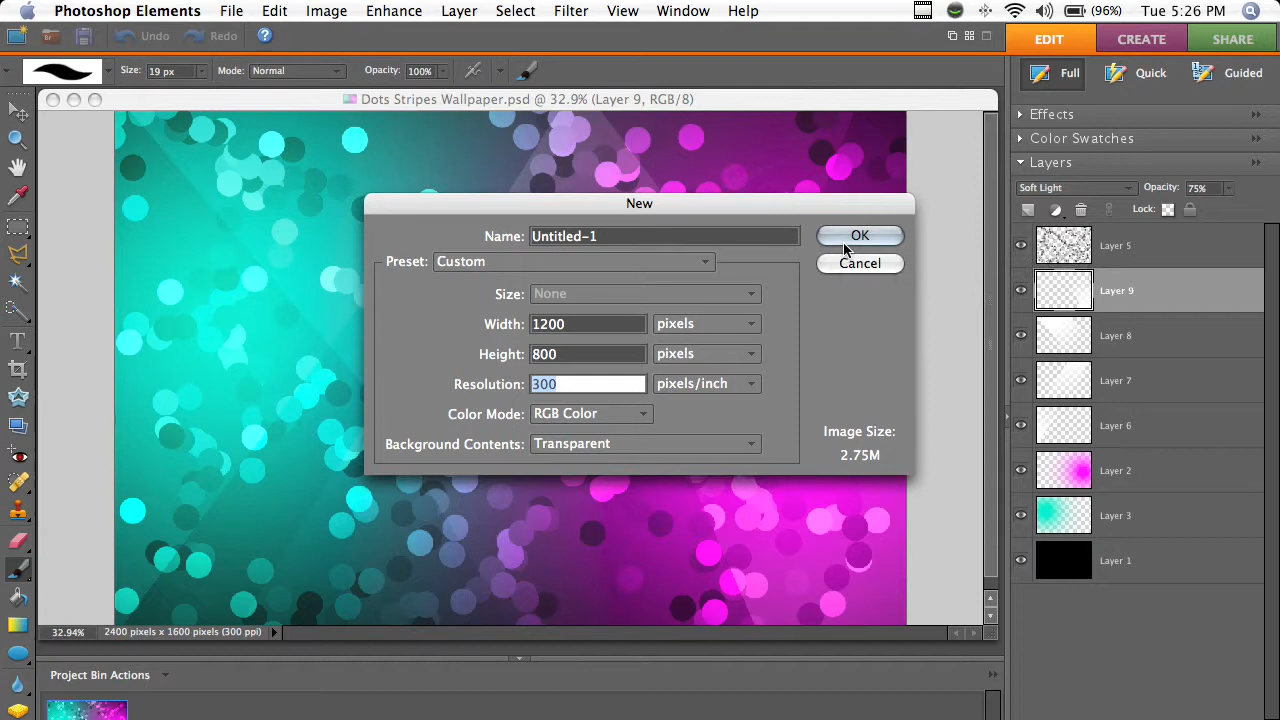 Photoshop Elements File Edit Image Enhance Layer Select Filter View Window Help (96%) Tue 5:26 PM
Br Undo Redo ? EDIT CREATE SHARE
Size: 19 px Mode: Normal Opacity: 100% Full Quick Guided
Dots Stripes Wallpaper.psd @ 32.9% (Layer 9, RGB/8)
Effects
Color Swatches
Layers
Soft Light Opacity: 75%
Lock:
New
Name: Untitled-1 OK
Preset: Custom Cancel
Size: None
Width: 1200 pixels
Height: 800 pixels
Resolution: 300 pixels/inch
Color Mode: RGB Color
Background Contents: Transparent
Image Size:
2.75M
Layer 5
Layer 9
Layer 8
Layer 7
Layer 6
Layer 2
Layer 3
Layer 1
T
32.94% 2400 pixels x 1600 pixels (300 ppi)
Project Bin Actions